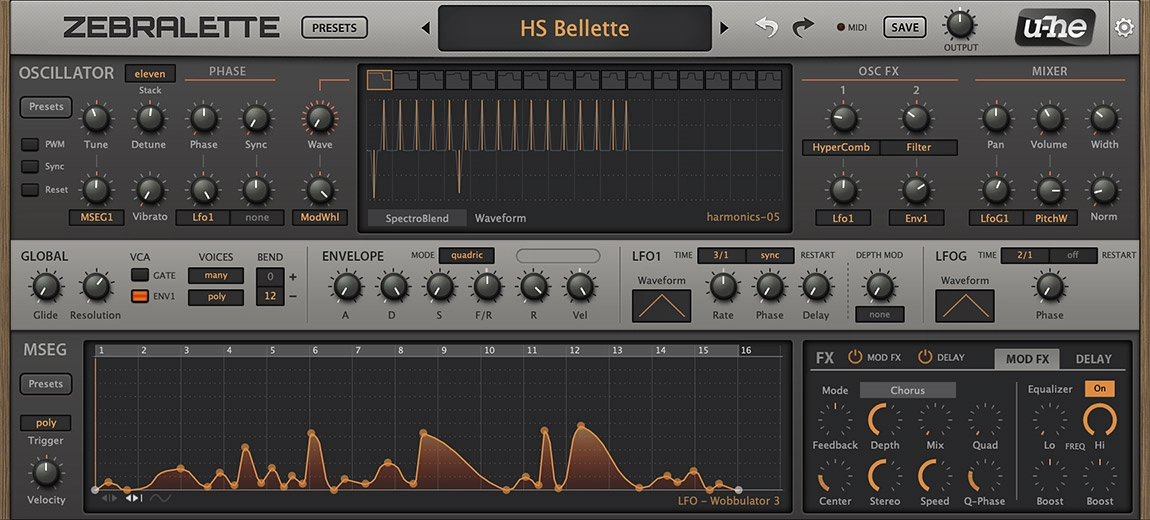 ZEBRALETTE PRESETS HS Bellette MIDI SAVE OUTPUT u-he
OSCILLATOR eleven PHASE OSC FX MIXER
Stack 1 2
Presets
Tune Detune Phase Sync Wave HyperComb Filter Pan Volume Width
PWM
Sync
Reset
MSEG1 Vibrato Lfo1 none ModWhl SpectroBlend Waveform harmonics-05 Lfo1 Env1 LfoG1 PitchW Norm
GLOBAL VCA VOICES BEND ENVELOPE MODE quadric LFO1 TIME 3/1 sync RESTART DEPTH MOD LFOG TIME 2/1 off RESTART
GATE many 0 + Waveform Waveform
ENV1 poly 12 −
Glide Resolution A D S F/R R Vel Rate Phase Delay none Phase
MSEG 1 2 3 4 5 6 7 8 9 10 11 12 13 14 15 16
FX MOD FX DELAY MOD FX DELAY
Presets
Mode Chorus Equalizer On
poly
Trigger
Feedback Depth Mix Quad Lo FREQ Hi
Velocity
LFO - Wobbulator 3
Center Stereo Speed Q-Phase Boost Boost